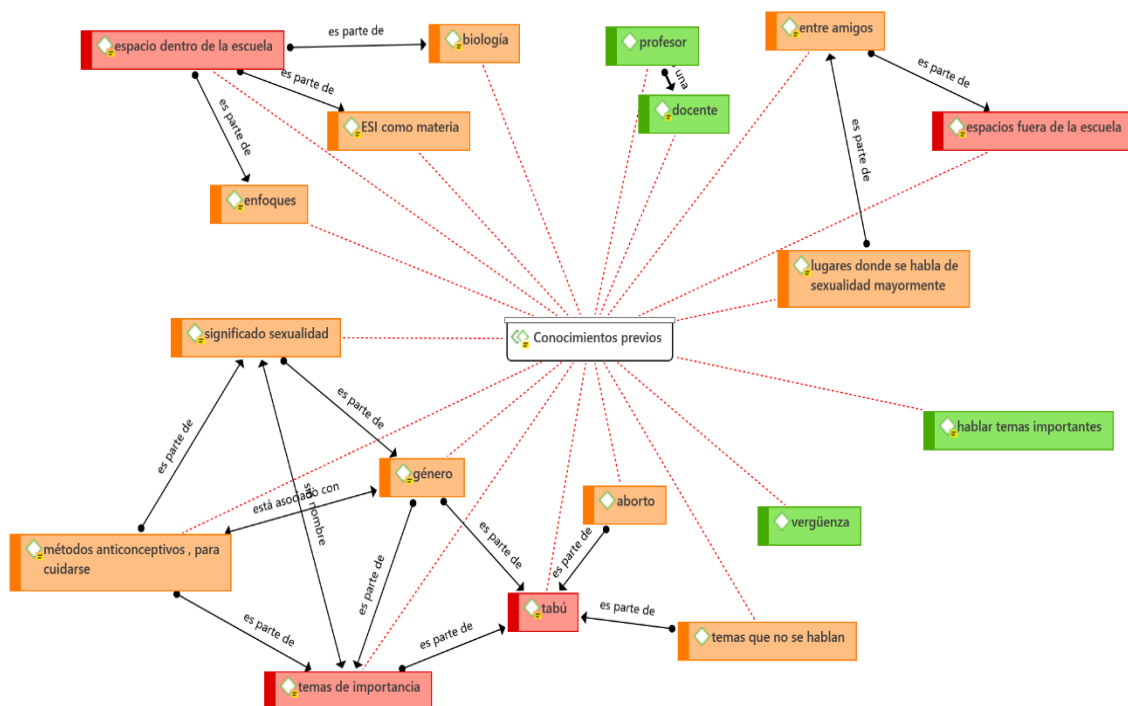 espacio dentro de la escuela
es parte de
biología
profesor
entre amigos
una
docente
es parte de
es parte de
ESI como materia
espacios fuera de la escuela
es parte de
es parte de
enfoques
lugares donde se habla de
sexualidad mayormente
significado sexualidad
Conocimientos previos
es parte de
hablar temas importantes
es parte de
género
está asociado con
nombre
aborto
vergüenza
métodos anticonceptivos , para
cuidarse
es parte de
es parte de
es parte de
tabú
es parte de
temas que no se hablan
es parte de
es parte de
temas de importancia